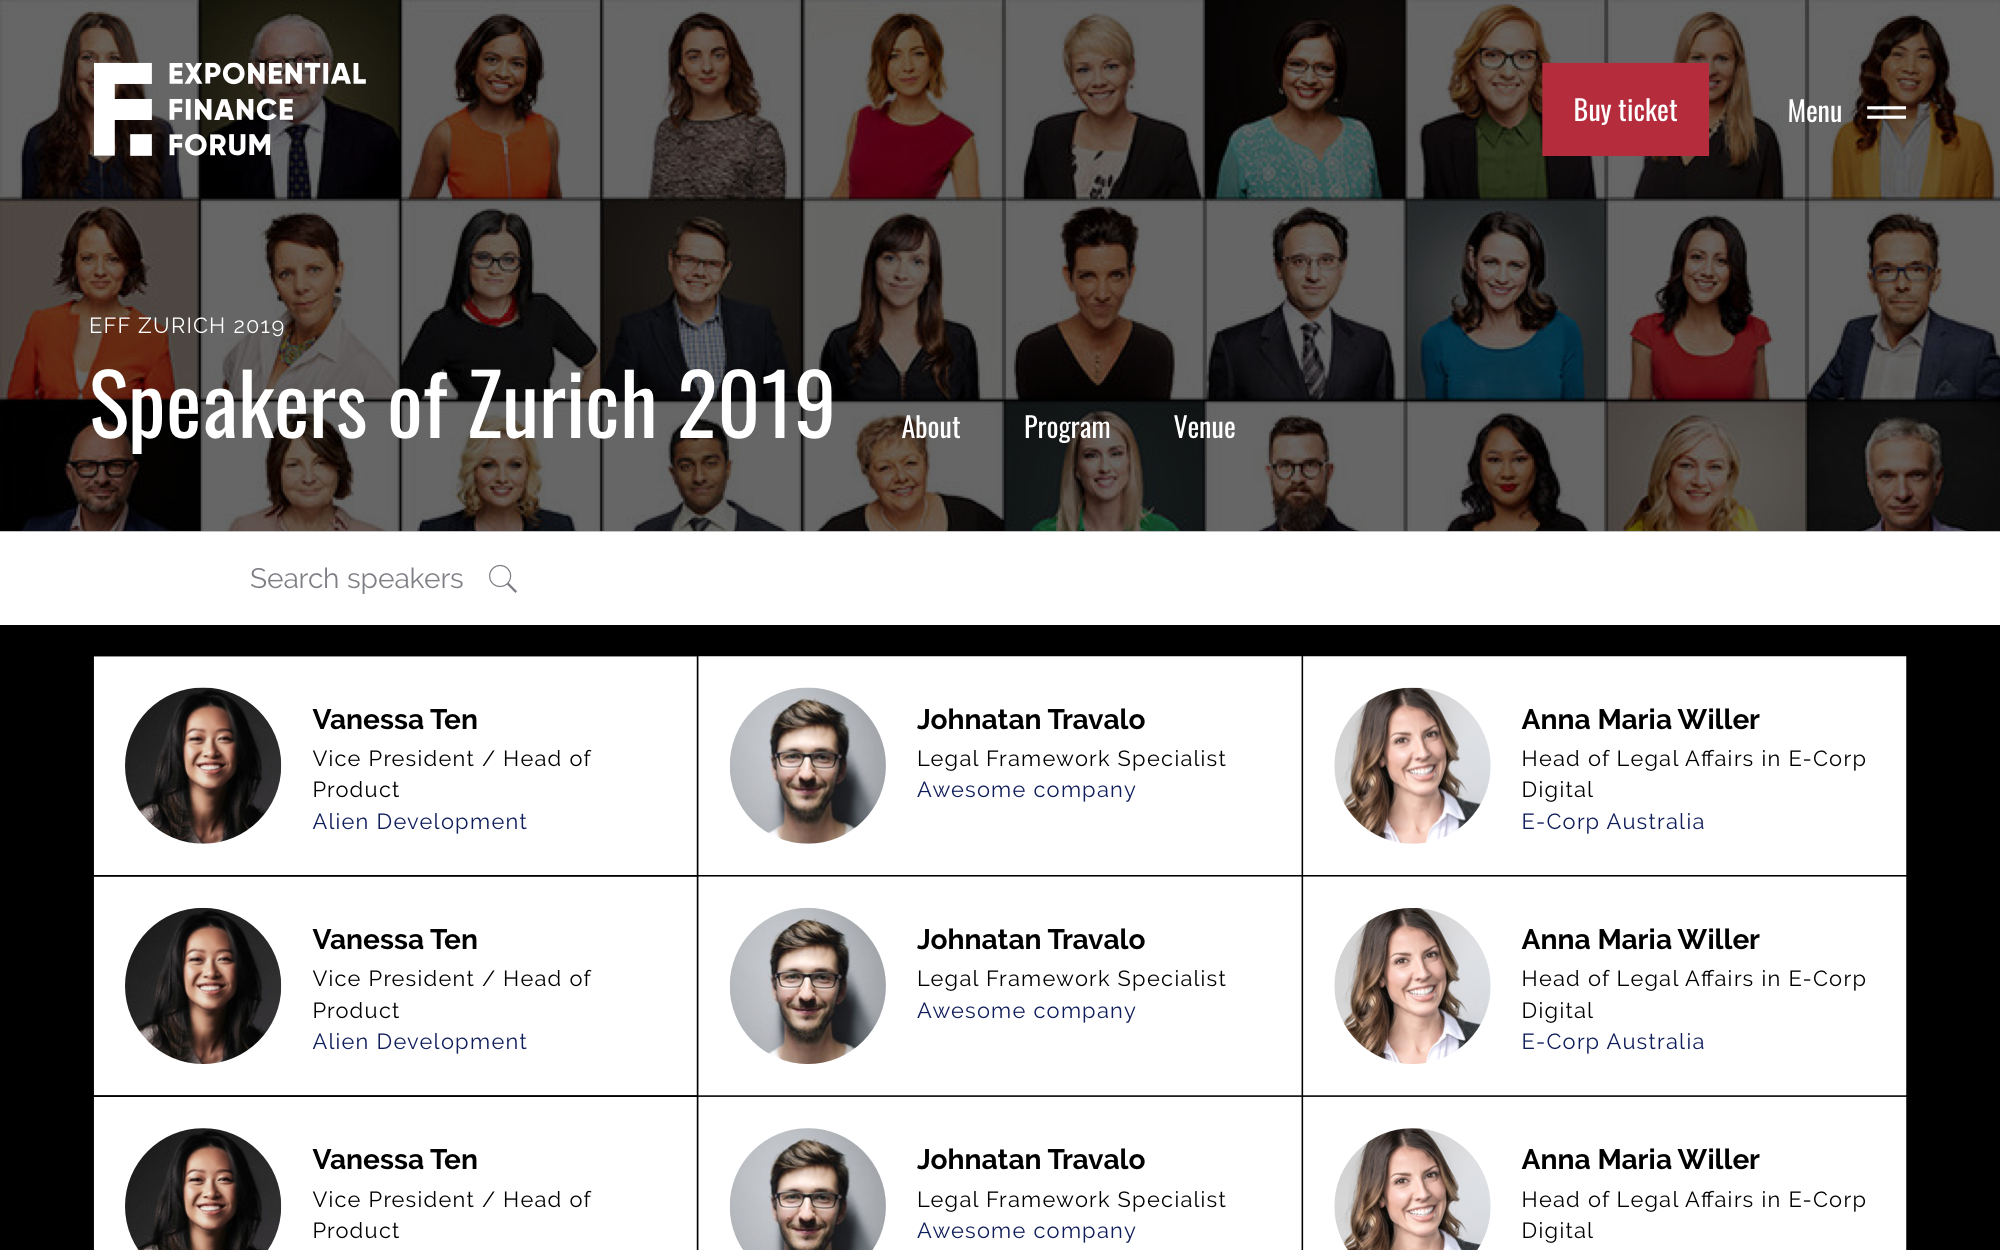 EXPONENTIAL
FINANCE
FORUM
Buy ticket
Menu
EFF ZURICH 2019
Speakers of Zurich 2019
About
Program
Venue
Search speakers
Vanessa Ten
Vice President / Head of
Product
Alien Development
Johnatan Travalo
Legal Framework Specialist
Awesome company
Anna Maria Willer
Head of Legal Affairs in E-Corp
Digital
E-Corp Australia
Vanessa Ten
Vice President / Head of
Product
Alien Development
Johnatan Travalo
Legal Framework Specialist
Awesome company
Anna Maria Willer
Head of Legal Affairs in E-Corp
Digital
E-Corp Australia
Vanessa Ten
Vice President / Head of
Product
Johnatan Travalo
Legal Framework Specialist
Awesome company
Anna Maria Willer
Head of Legal Affairs in E-Corp
Digital